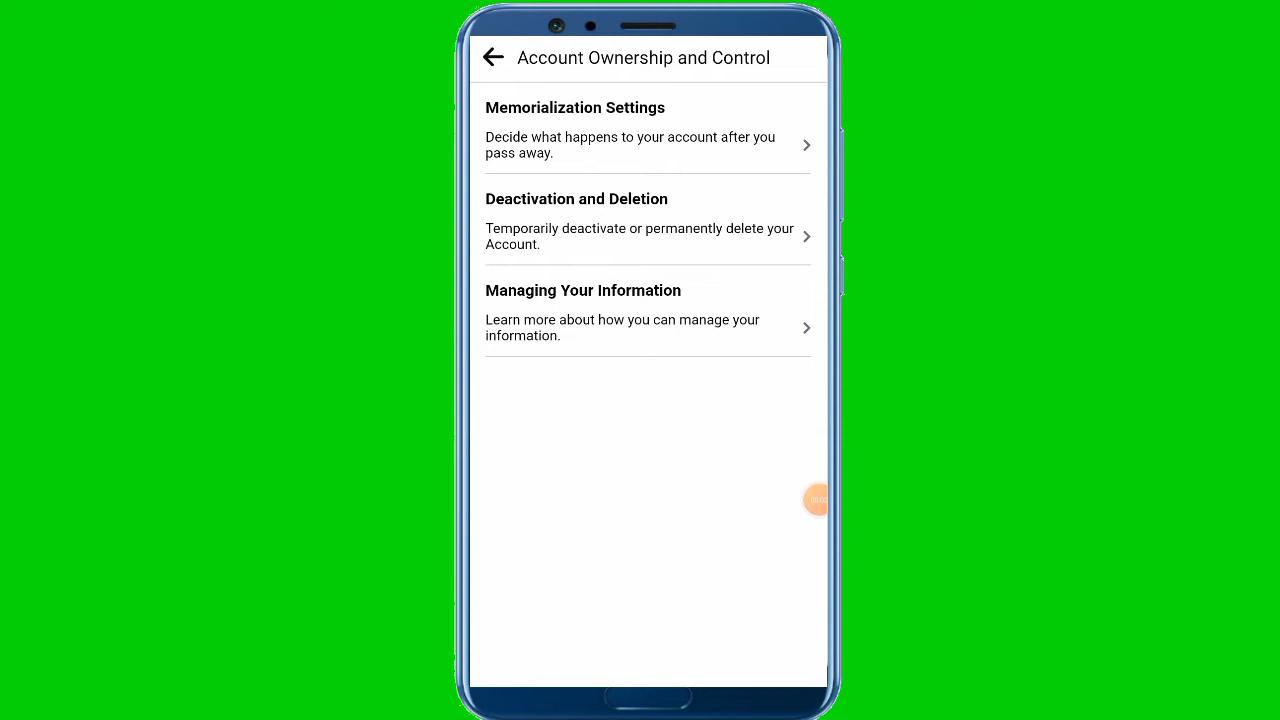 Account Ownership and Control
Memorialization Settings
Decide what happens to your account after you
pass away.
Deactivation and Deletion
Temporarily deactivate or permanently delete your
Account.
Managing Your Information
Learn more about how you can manage your
information.